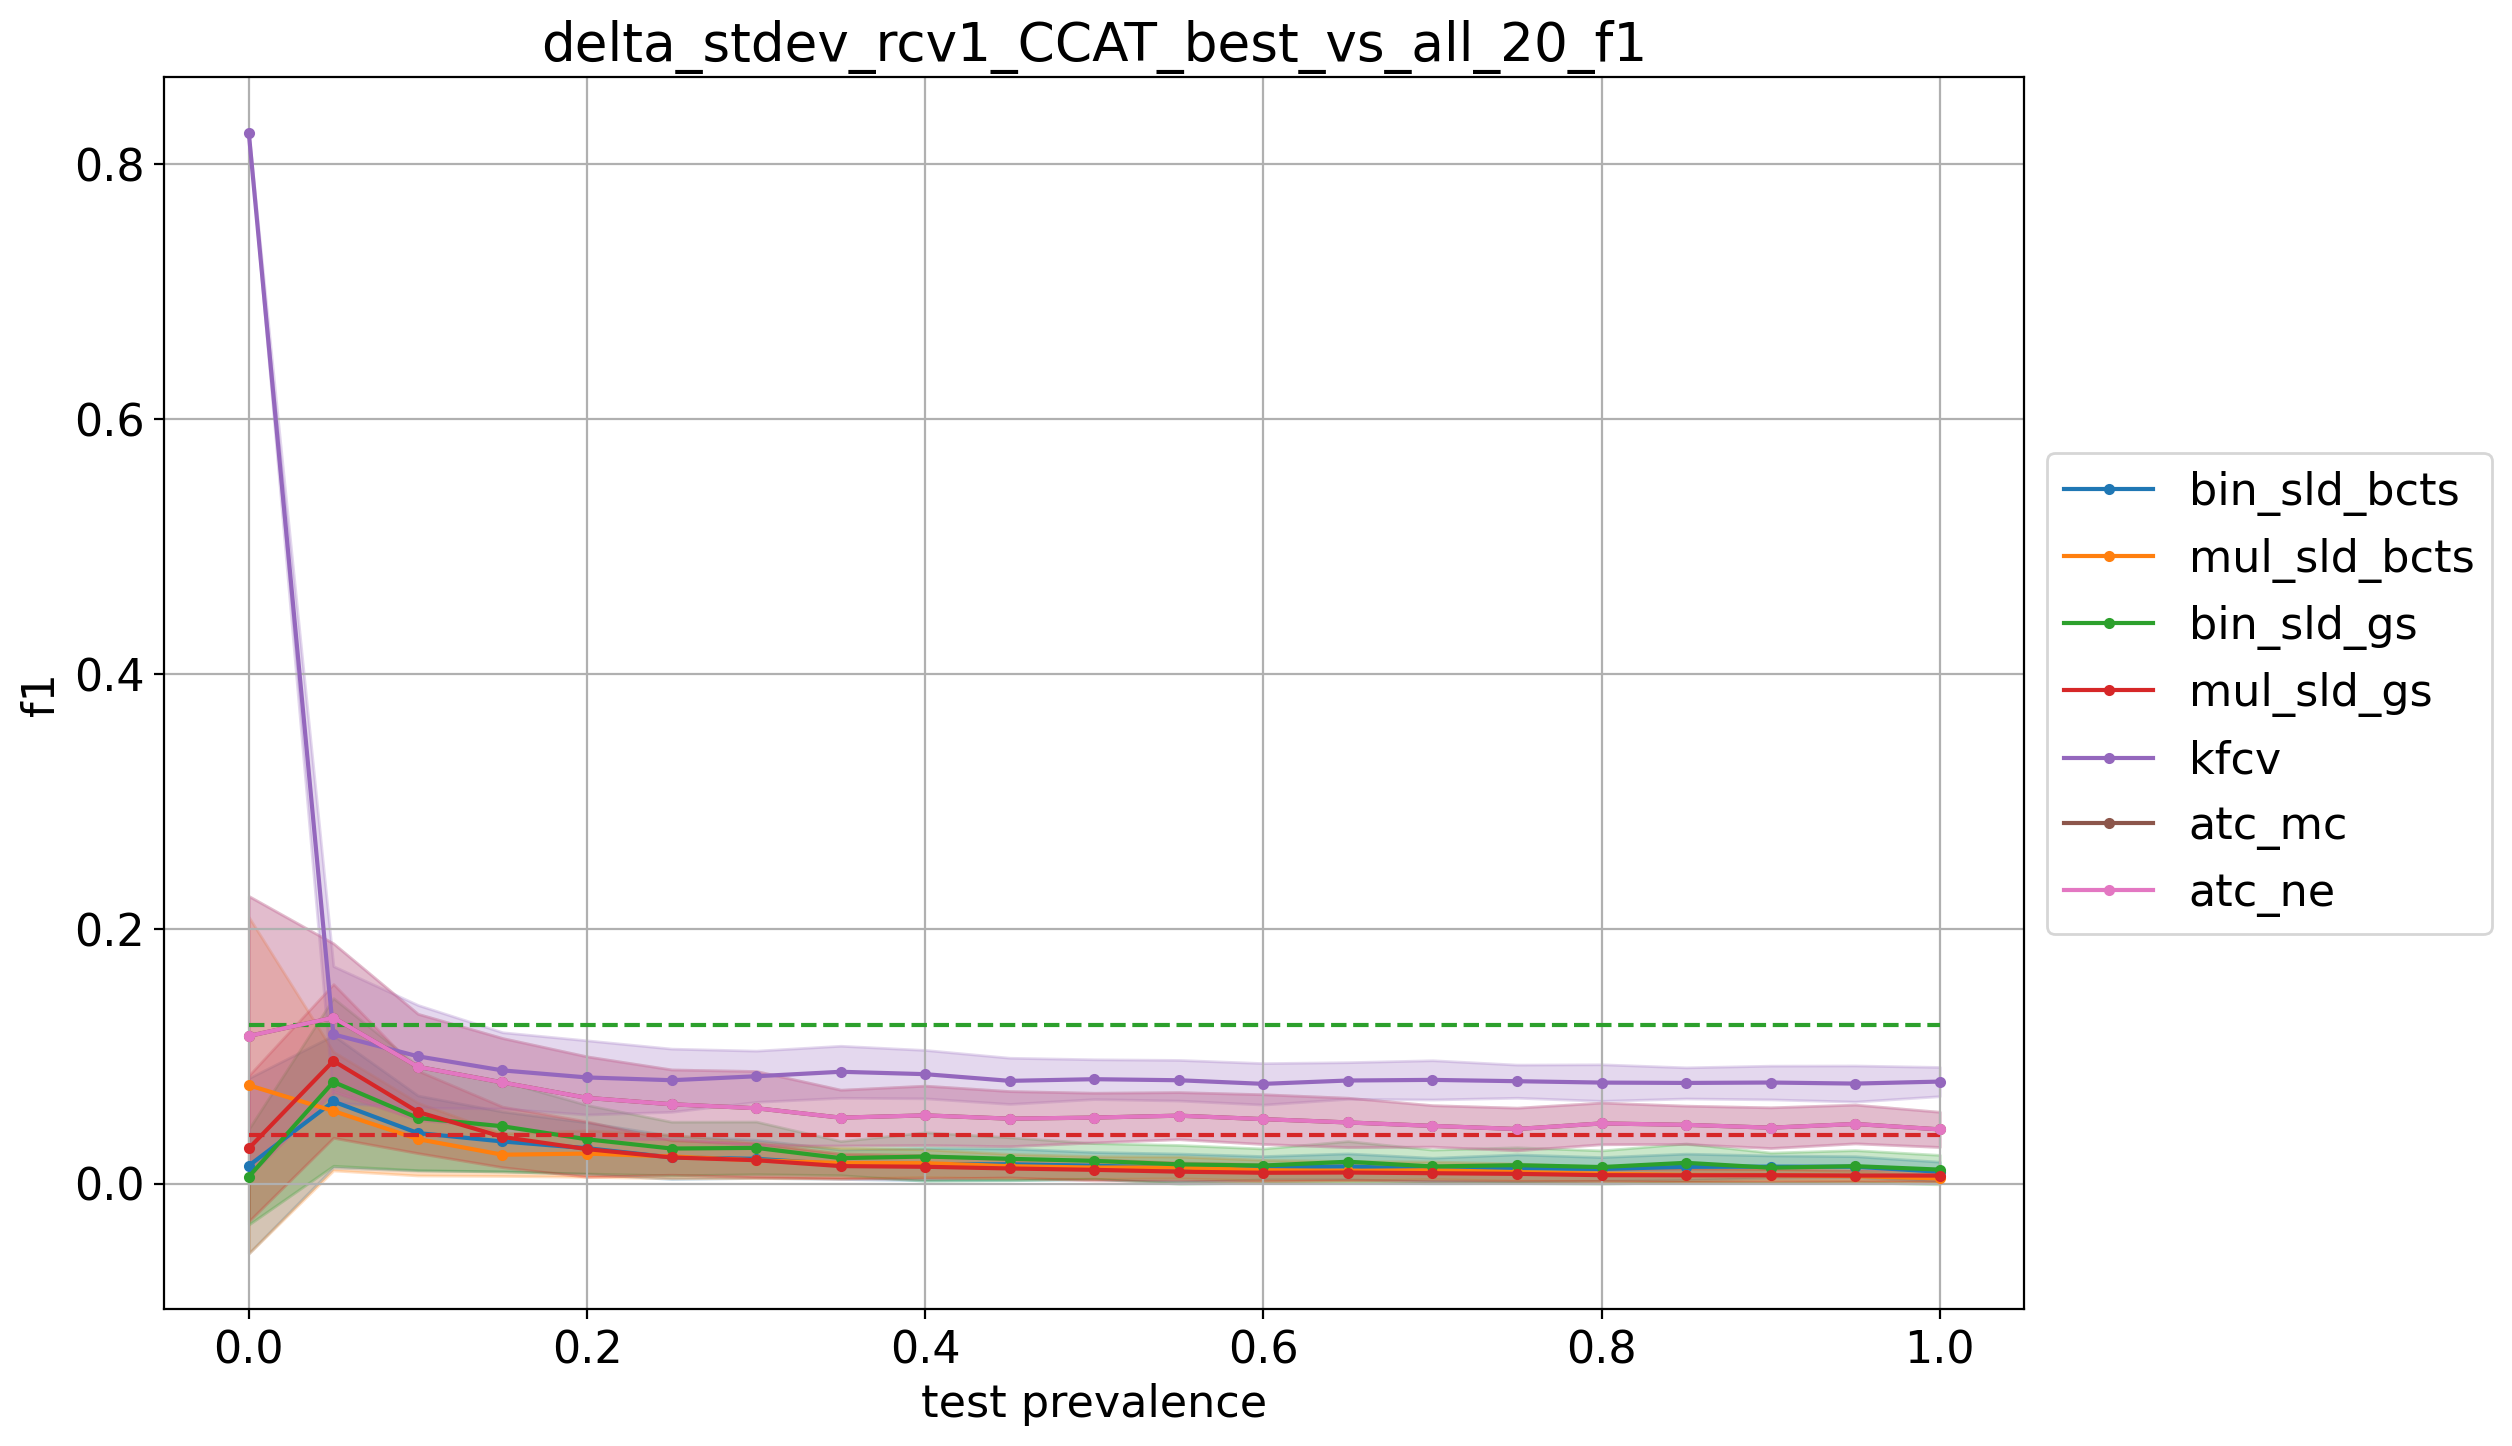 delta_stdev_rcv1_CCAT_best_vs_all_20_f1
0.8
0.6
0.4
0.2
0.0
f1
0.0 0.2 0.4 0.6 0.8 1.0
test prevalence
bin_sld_bcts
mul_sld_bcts
bin_sld_gs
mul_sld_gs
kfcv
atc_mc
atc_ne